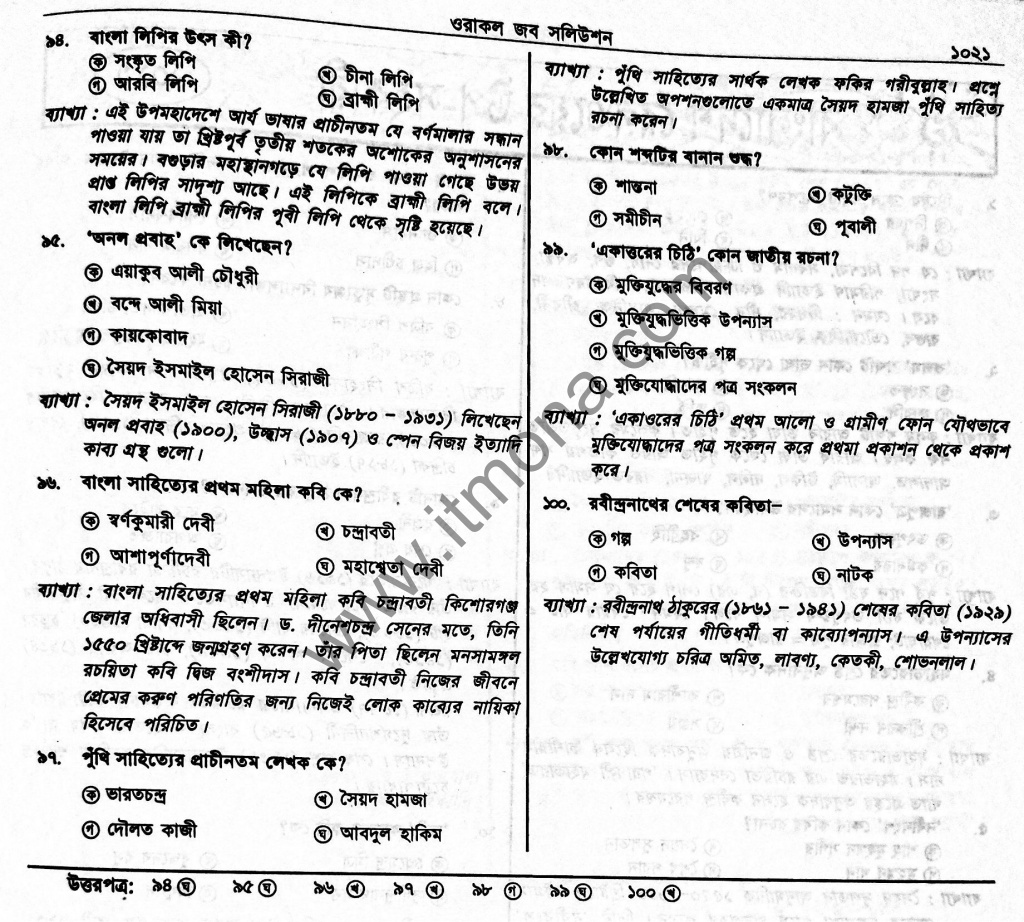 ওরাকল জব সলিউশন
১০২১
৯৪. বাংলা লিপির উৎস কী?
ক সংস্কৃত লিপি খ চীনা লিপি
গ আরবি লিপি ঘ ব্রাহ্মী লিপি
ব্যাখ্যা : এই উপমহাদেশে আর্য ভাষার প্রাচীনতম যে বর্ণমালার সন্ধান
পাওয়া যায় তা খ্রিষ্টপূর্ব তৃতীয় শতকের অশোকের অনুশাসনের
সময়ের। বগুড়ার মহাস্থানগড়ে যে লিপি পাওয়া গেছে উভয়
প্রাপ্ত লিপির সাদৃশ্য আছে। এই লিপিকে ব্রাহ্মী লিপি বলে।
বাংলা লিপি ব্রাহ্মী লিপির পূবী লিপি থেকে সৃষ্টি হয়েছে।
৯৫. ‘অনল প্রবাহ’ কে লিখেছেন?
ক এয়াকুব আলী চৌধুরী
খ বন্দে আলী মিয়া
গ কায়কোবাদ
ঘ সৈয়দ ইসমাইল হোসেন সিরাজী
ব্যাখ্যা : সৈয়দ ইসমাইল হোসেন সিরাজী (১৮৮০ – ১৯৩১) লিখেছেন
অনল প্রবাহ (১৯০০), উচ্ছাস (১৯০৭) ও স্পেন বিজয় ইত্যাদি
কাব্য গ্রন্থ গুলো।
৯৬. বাংলা সাহিত্যের প্রথম মহিলা কবি কে?
ক স্বর্ণকুমারী দেবী খ চন্দ্রাবতী
গ আশাপূর্ণাদেবী ঘ মহাশ্বেতা দেবী
ব্যাখ্যা : বাংলা সাহিত্যের প্রথম মহিলা কবি চন্দ্রাবতী কিশোরগঞ্জ
জেলার অধিবাসী ছিলেন। ড. দীনেশচন্দ্র সেনের মতে, তিনি
১৫৫০ খ্রিষ্টাব্দে জন্মগ্রহণ করেন। তাঁর পিতা ছিলেন মনসামঙ্গল
রচয়িতা কবি দ্বিজ বংশীদাস। কবি চন্দ্রাবতী নিজের জীবনে
প্রেমের করুণ পরিণতির জন্য নিজেই লোক কাব্যের নায়িকা
হিসেবে পরিচিত।
৯৭. পুঁথি সাহিত্যের প্রাচীনতম লেখক কে?
ক ভারতচন্দ্র খ সৈয়দ হামজা
গ দৌলত কাজী ঘ আবদুল হাকিম
ব্যাখ্যা : পুঁথি সাহিত্যের সার্থক লেখক ফকির গরীবুল্লাহ। প্রশ্নে
উল্লেখিত অপশনগুলোতে একমাত্র সৈয়দ হামজা পুঁথি সাহিত্য
রচনা করেন।
৯৮. কোন শব্দটির বানান শুদ্ধ?
ক শান্তনা খ কটুক্তি
গ সমীচীন ঘ পূবালী
৯৯. ‘একাত্তরের চিঠি’ কোন জাতীয় রচনা?
ক মুক্তিযুদ্ধের বিবরণ
খ মুক্তিযুদ্ধভিত্তিক উপন্যাস
গ মুক্তিযুদ্ধভিত্তিক গল্প
ঘ মুক্তিযোদ্ধাদের পত্র সংকলন
ব্যাখ্যা : ‘একাত্তরের চিঠি’ প্রথম আলো ও গ্রামীণ ফোন যৌথভাবে
মুক্তিযোদ্ধাদের পত্র সংকলন করে প্রথমা প্রকাশন থেকে প্রকাশ
করে।
১০০. রবীন্দ্রনাথের শেষের কবিতা–
ক গল্প খ উপন্যাস
গ কবিতা ঘ নাটক
ব্যাখ্যা : রবীন্দ্রনাথ ঠাকুরের (১৮৬১ – ১৯৪১) শেষের কবিতা (১৯২৯)
শেষ পর্যায়ের গীতিধর্মী বা কাব্যোপন্যাস। এ উপন্যাসের
উল্লেখযোগ্য চরিত্র অমিত, লাবণ্য, কেতকী, শোভনলাল।
উত্তরপত্র: ৯৪ ঘ ৯৫ ঘ ৯৬ খ ৯৭ খ ৯৮ গ ৯৯ ঘ ১০০ খ
www.itmona.com